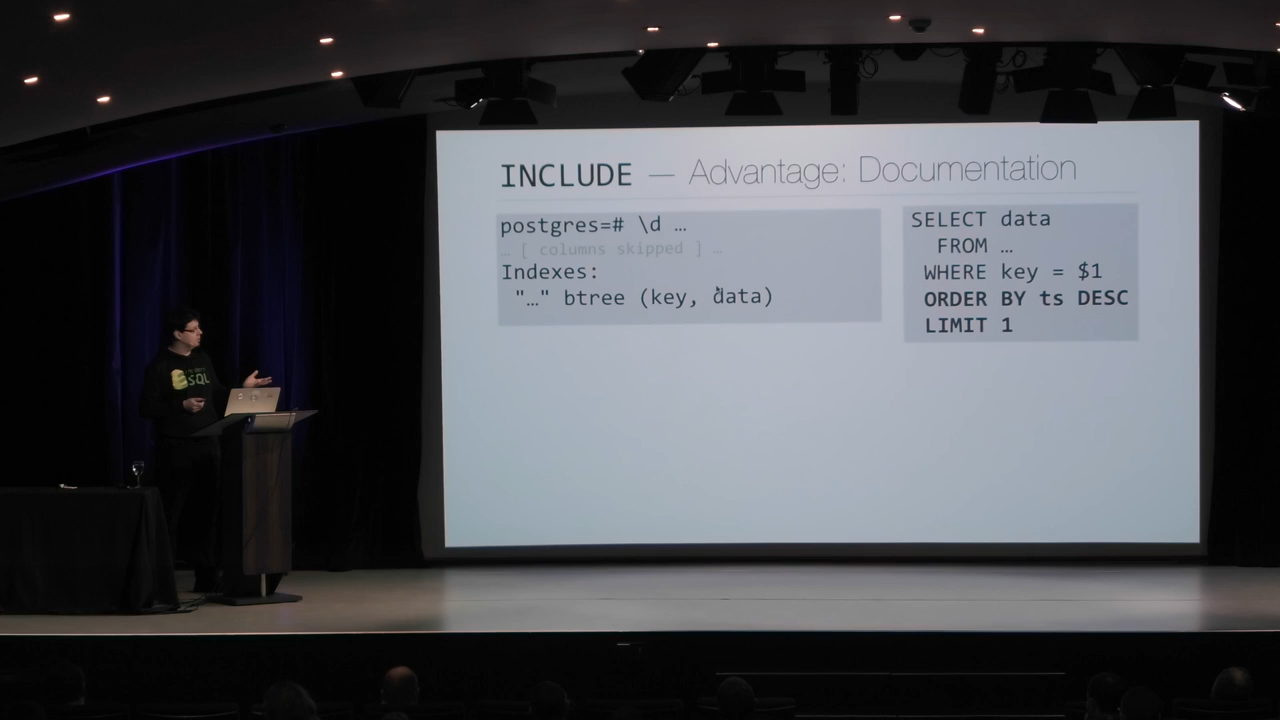 INCLUDE — Advantage: Documentation
postgres=# \d …
… [ columns skipped ] …
Indexes:
"…" btree (key, data)
SELECT data
FROM …
WHERE key = $1
ORDER BY ts DESC
LIMIT 1
SQL